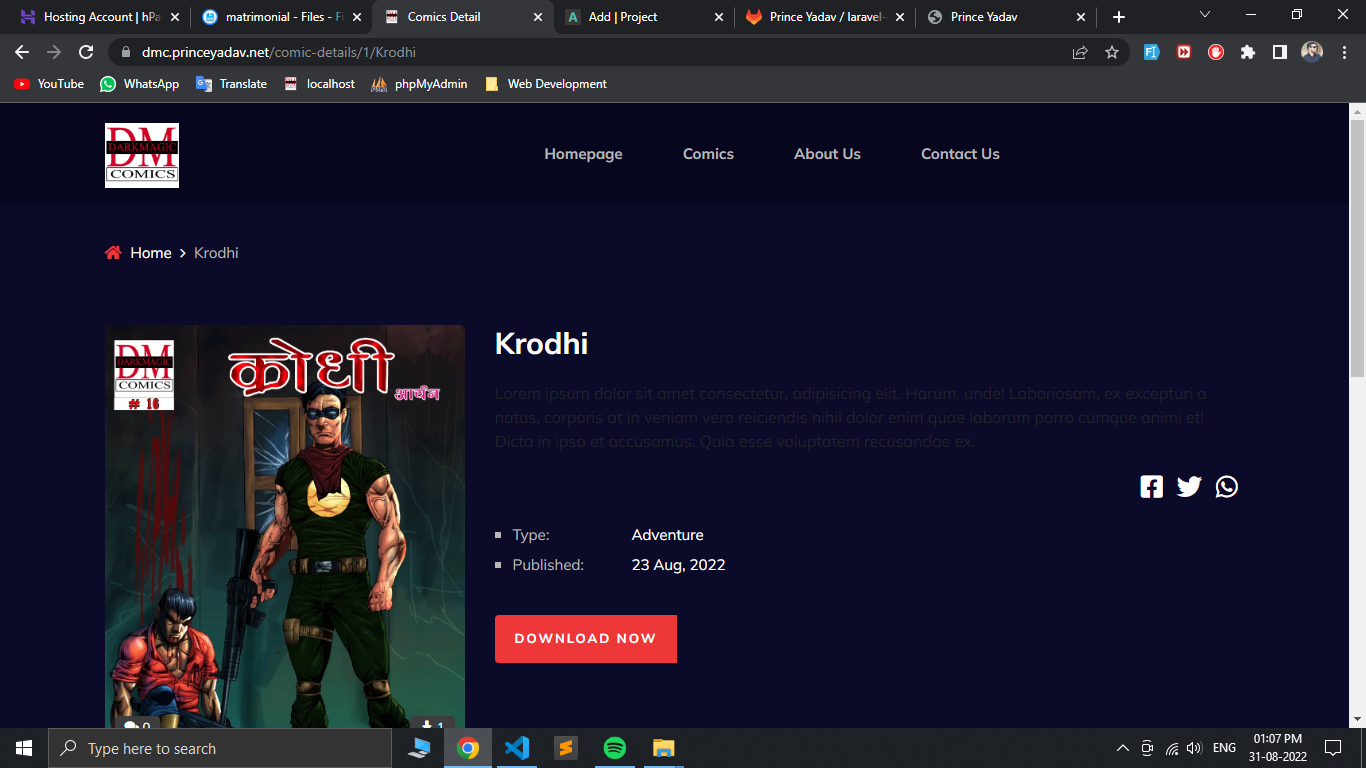 Hosting Account | hPa
matrimonial - Files - Fi
Comics Detail
Add | Project
Prince Yadav / laravel-
Prince Yadav
dmc.princeyadav.net/comic-details/1/Krodhi
YouTube
WhatsApp
Translate
localhost
phpMyAdmin
Web Development
DM
DARKMAGIC
COMICS
Homepage
Comics
About Us
Contact Us
Home > Krodhi
DM
DARKMAGIC
COMICS
# 16
क्रोधी
आर्यन
Krodhi
Lorem ipsum dolor sit amet consectetur, adipisicing elit. Harum, unde! Laboriosam, ex excepturi a
natus, corporis at in veniam vero reiciendis nihil dolor enim quae laborum porro cumque animi et!
Dicta in ipsa et accusamus. Quia esse voluptatem recusandae ex.
Type: Adventure
Published: 23 Aug, 2022
DOWNLOAD NOW
0
1
Type here to search
ENG
01:07 PM
31-08-2022